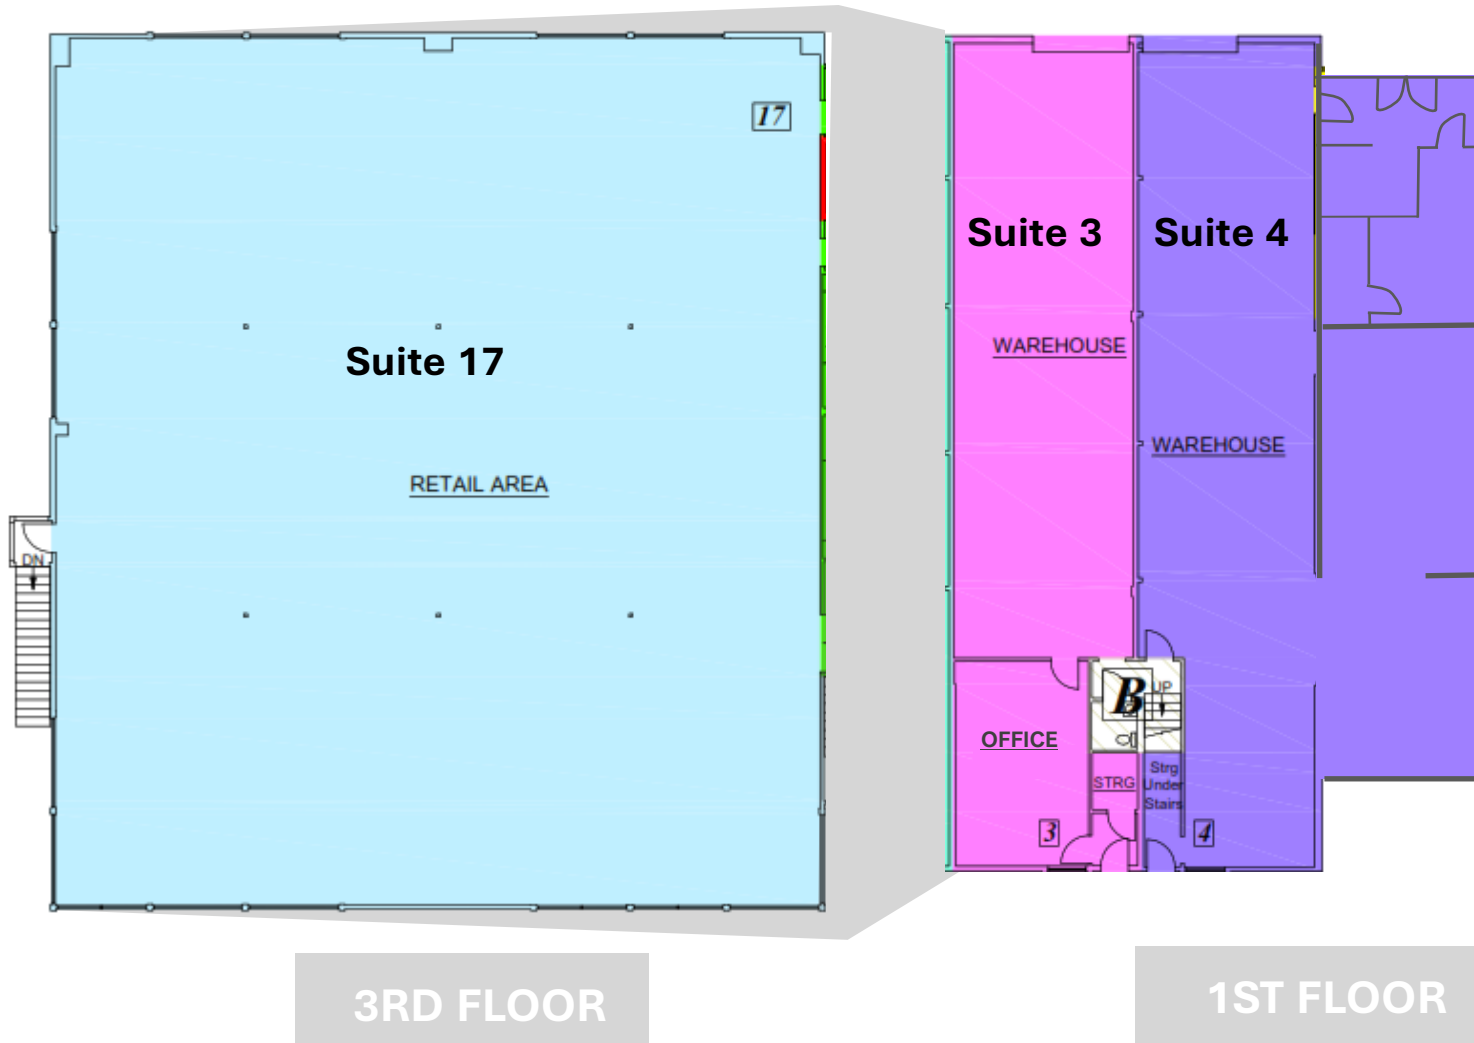 17
Suite 17
RETAIL AREA
DN
3RD FLOOR
Suite 3
Suite 4
WAREHOUSE
WAREHOUSE
B
UP
OFFICE
STRG
Strg
Under
Stairs
3
4
1ST FLOOR